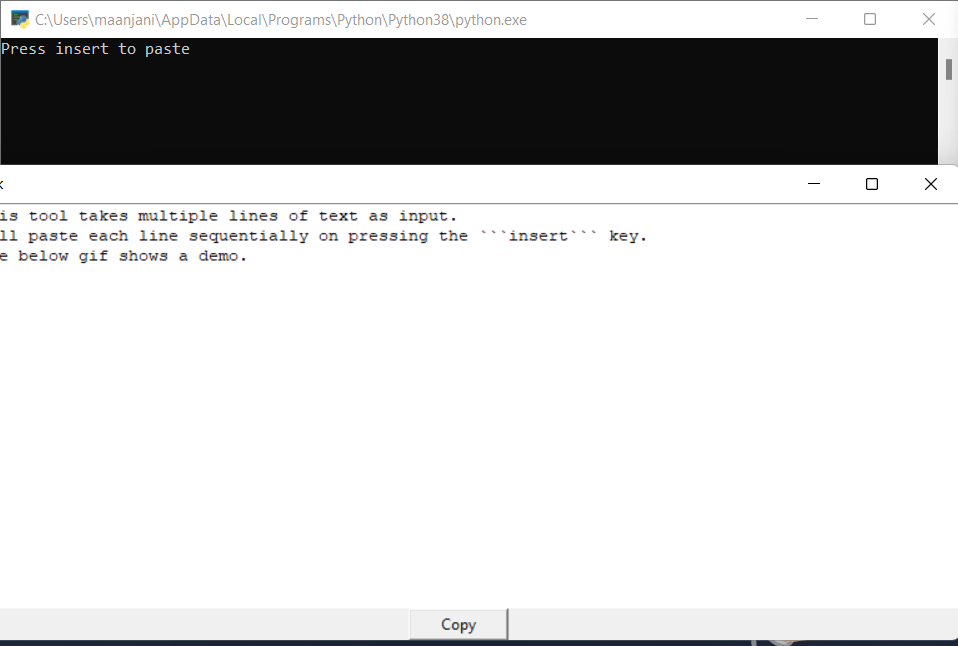 C:\Users\maanjani\AppData\Local\Programs\Python\Python38\python.exe
Press insert to paste
is tool takes multiple lines of text as input.
ll paste each line sequentially on pressing the ```insert``` key.
e below gif shows a demo.
Copy